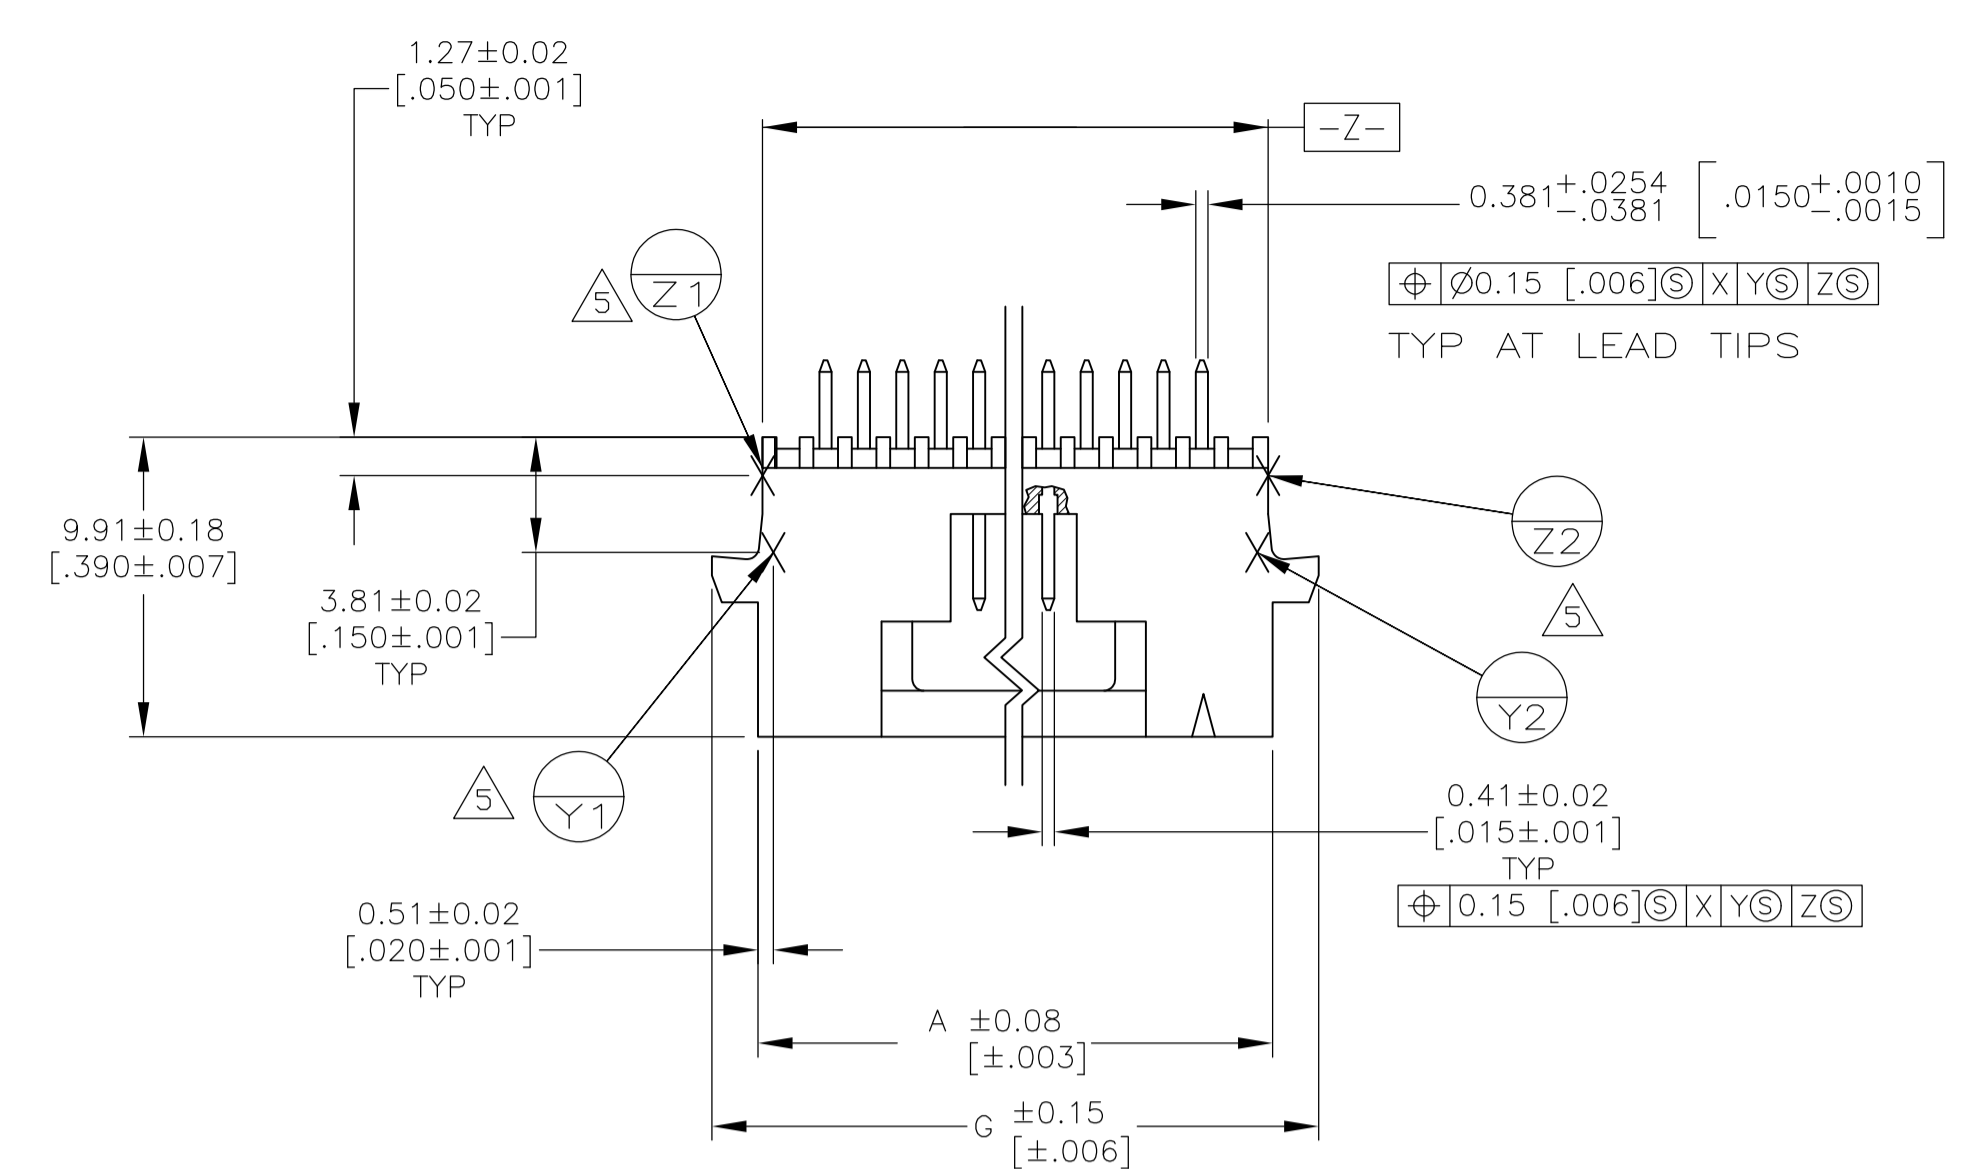 1.27±0.02
[.050±.001]
TYP
-Z-
0.381+.0254 [.0150+.0010
-.0381 -.0015]
5
Z1
⌖ Ø0.15 [.006]Ⓢ X YⓈ ZⓈ
TYP AT LEAD TIPS
9.91±0.18
[.390±.007]
Z2
5
3.81±0.02
[.150±.001]
TYP
Y2
5
Y1
0.41±0.02
[.015±.001]
TYP
⌖ 0.15 [.006]Ⓢ X YⓈ ZⓈ
0.51±0.02
[.020±.001]
TYP
A ±0.08
[±.003]
G ±0.15
[±.006]